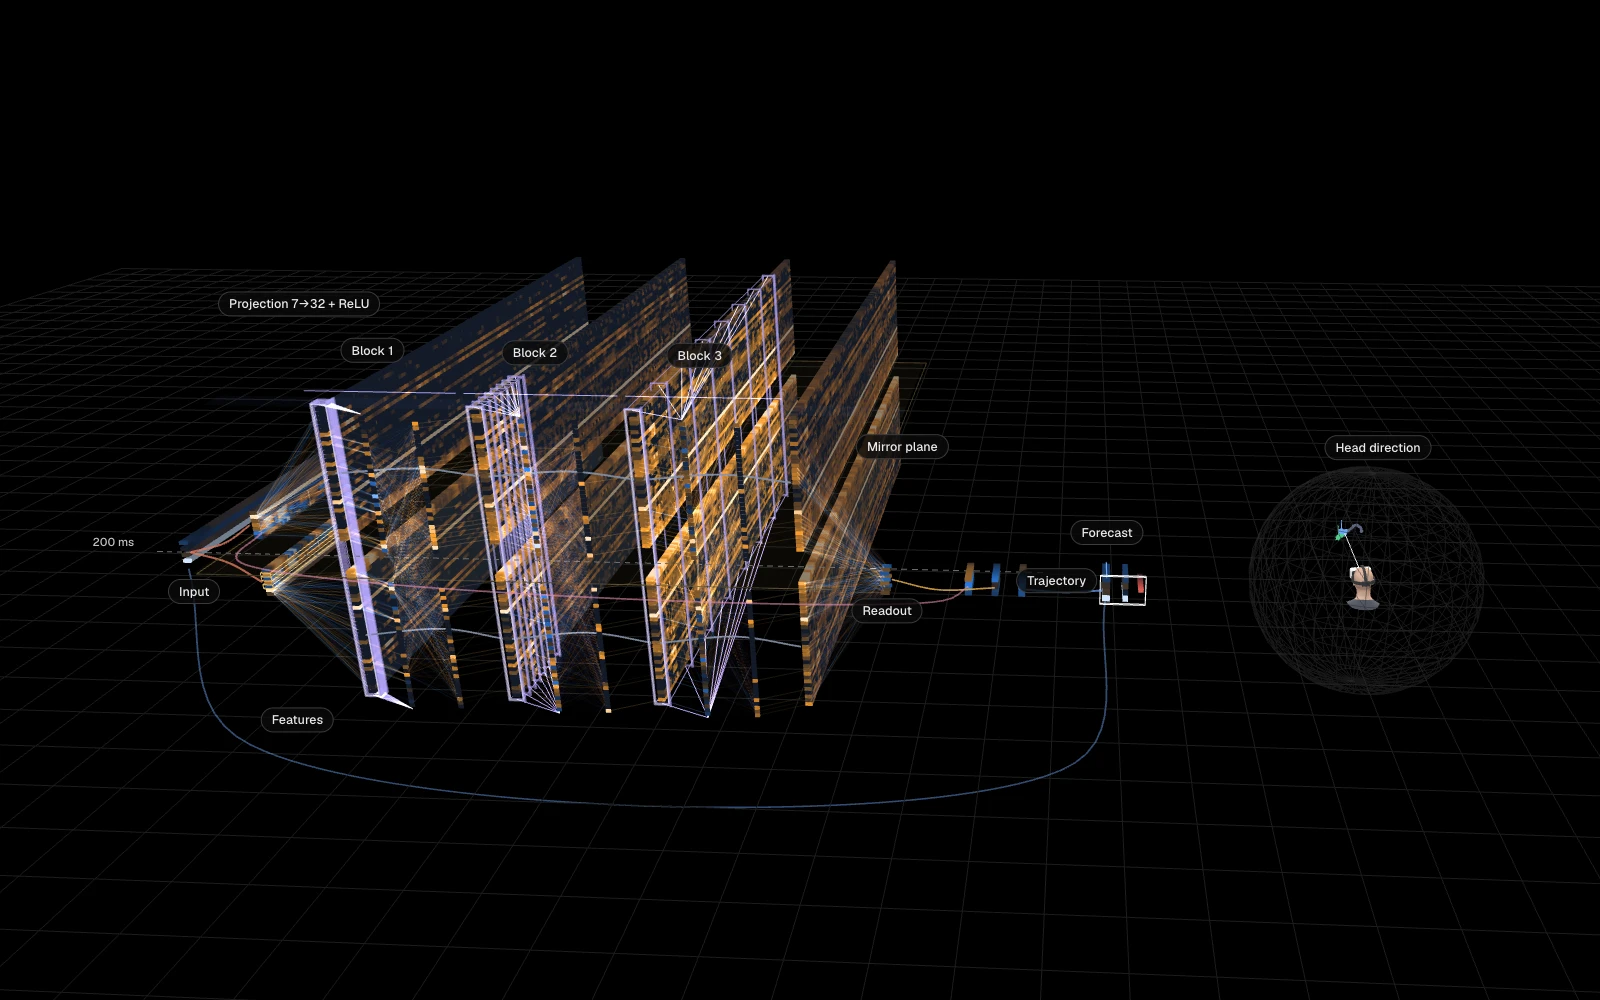 Projection 7→32 + ReLU
Block 1
Block 2
Block 3
Mirror plane
Head direction
200 ms
Forecast
Input
Trajectory
Readout
Features